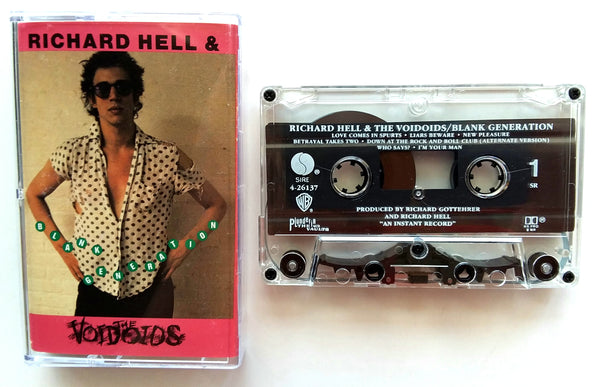 RICHARD HELL &
BLANK
GENERATION
THE
VOIDOIDS
RICHARD HELL & THE VOIDOIDS/BLANK GENERATION
LOVE COMES IN SPURTS · LIARS BEWARE · NEW PLEASURE
BETRAYAL TAKES TWO · DOWN AT THE ROCK AND ROLL CLUB (ALTERNATE VERSION)
WHO SAYS? · I'M YOUR MAN
SIRE
4-26137
1
SR
PRODUCED BY RICHARD GOTTEHRER
AND RICHARD HELL
"AN INSTANT RECORD"